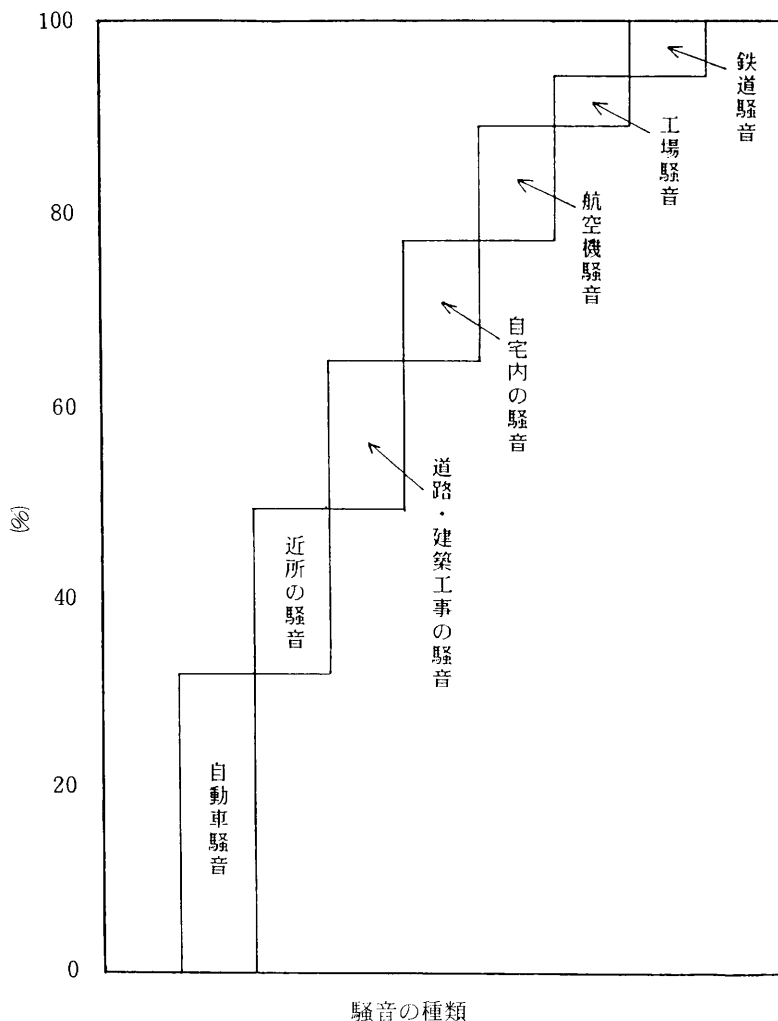 100
80
60
40
20
0
(%)
自動車騒音
近所の騒音
道路・建築工事の騒音
自宅内の騒音
航空機騒音
工場騒音
鉄道騒音
騒音の種類